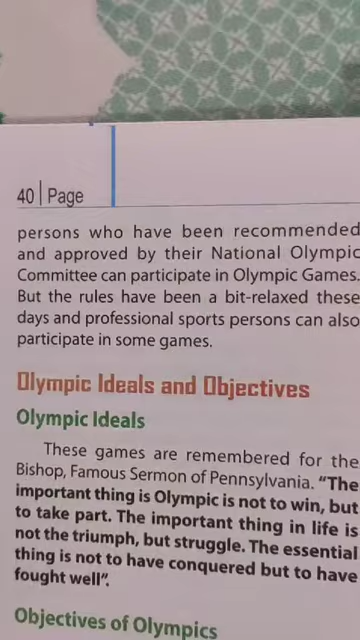 40 | Page
persons who have been recommended
and approved by their National Olympic
Committee can participate in Olympic Games.
But the rules have been a bit-relaxed these
days and professional sports persons can also
participate in some games.
Olympic Ideals and Objectives
Olympic Ideals
These games are remembered for the
Bishop, Famous Sermon of Pennsylvania. "The
important thing is Olympic is not to win, but
to take part. The important thing in life is
not the triumph, but struggle. The essential
thing is not to have conquered but to have
fought well".
Objectives of Olympics